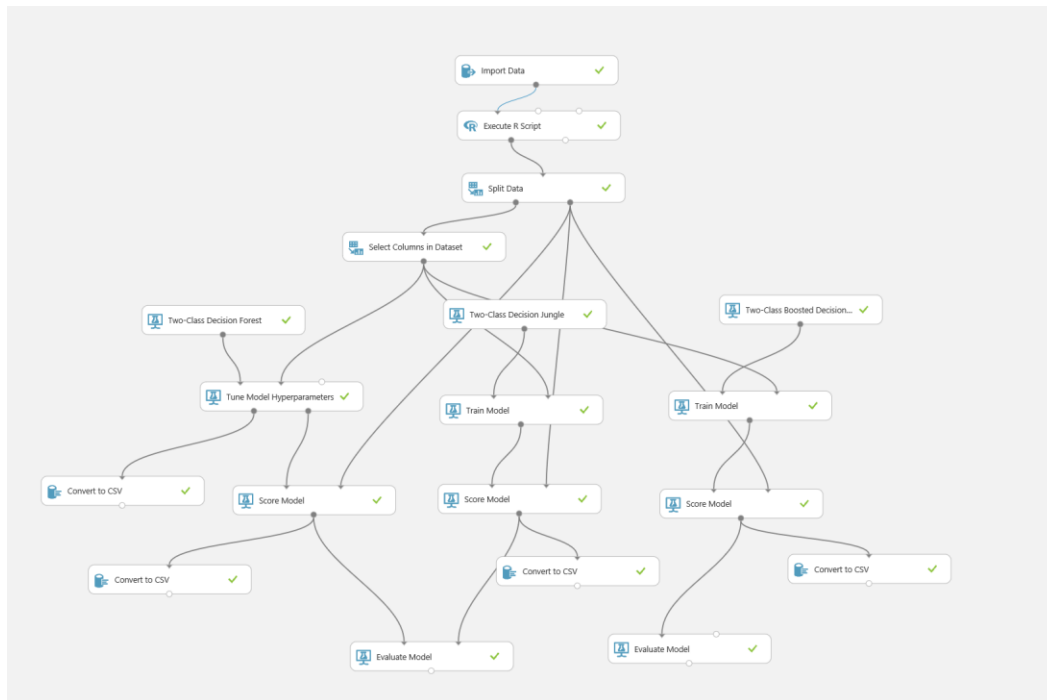 Import Data
Execute R Script
Split Data
Select Columns in Dataset
Two-Class Decision Forest
Two-Class Decision Jungle
Two-Class Boosted Decision...
Tune Model Hyperparameters
Train Model
Train Model
Convert to CSV
Score Model
Score Model
Score Model
Convert to CSV
Convert to CSV
Convert to CSV
Evaluate Model
Evaluate Model